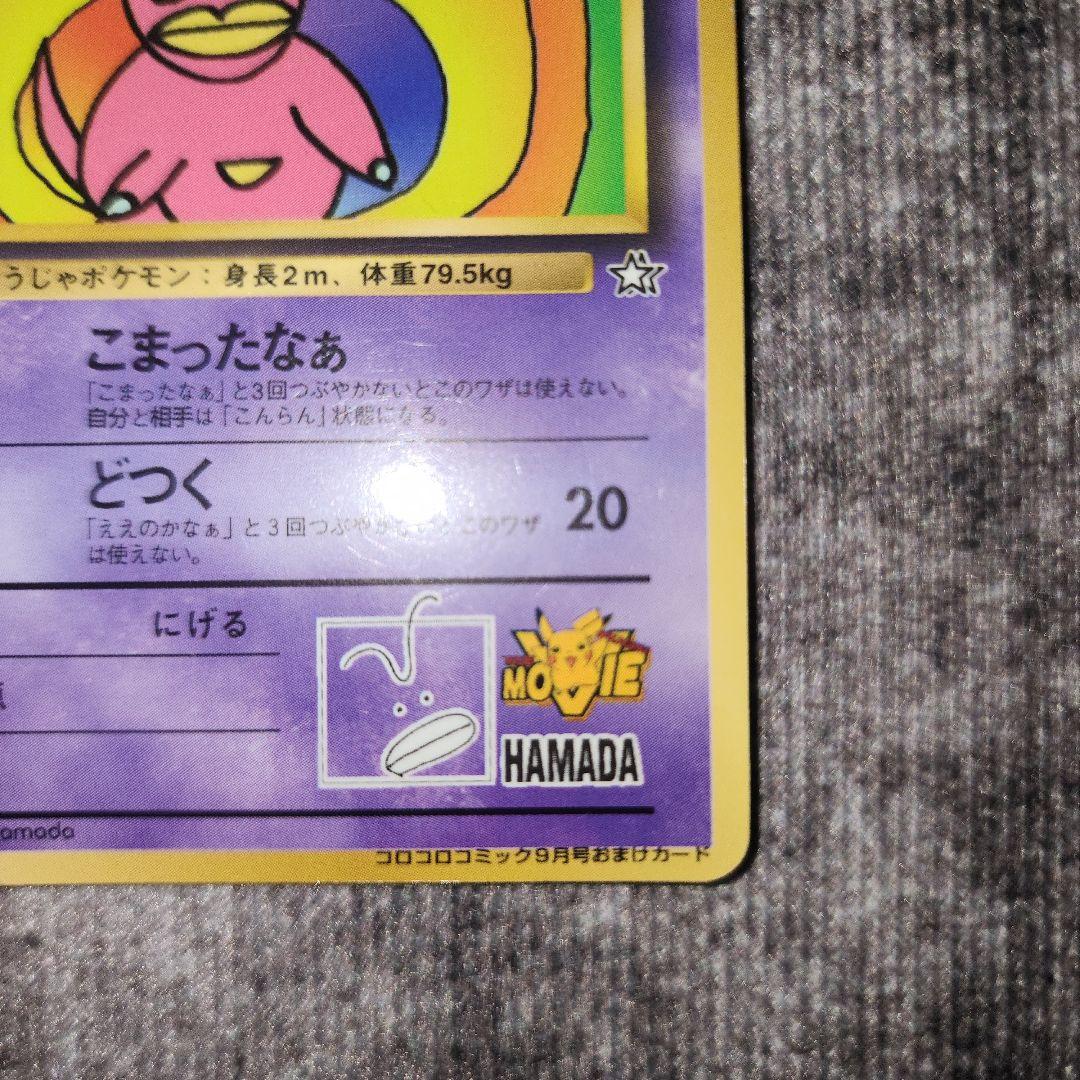 うじゃポケモン：身長2m、体重79.5kg
こまったなぁ
「こまったなぁ」と3回つぶやかないとこのワザは使えない。
自分と相手は「こんらん」状態になる。
どつく
20
「ええのかなぁ」と3回つぶやか このワザ
は使えない。
にげる
MOVIE
HAMADA
amada
コロコロコミック9月号おまけカード